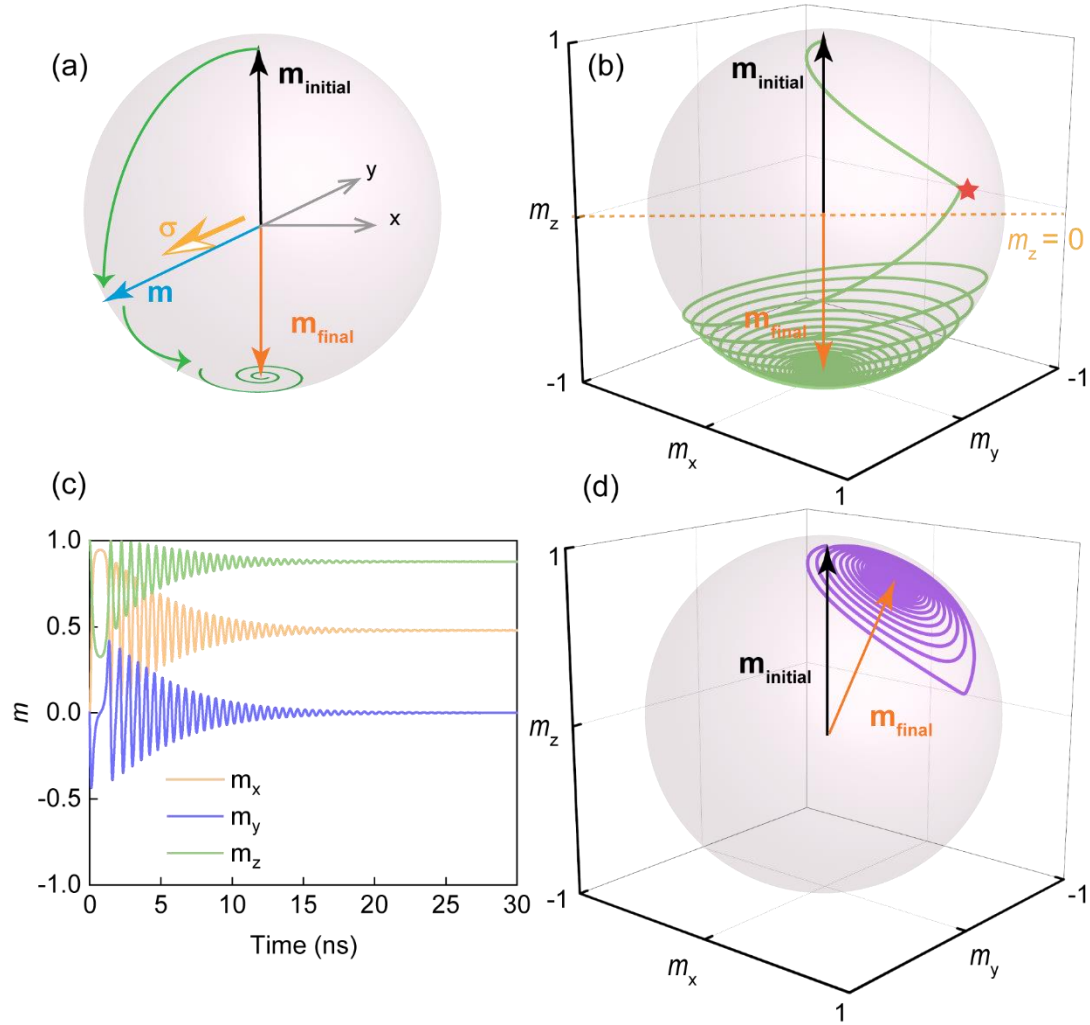 (a)
m_initial
y
x
σ
m
m_final
(b)
1
m_initial
m_z
m_z = 0
m_final
-1
-1
m_x
m_y
1
(c)
1.0
0.5
m
0.0
-0.5
-1.0
m_x
m_y
m_z
0 5 10 15 20 25 30
Time (ns)
(d)
1
m_initial
m_final
m_z
-1
-1
m_x
m_y
1